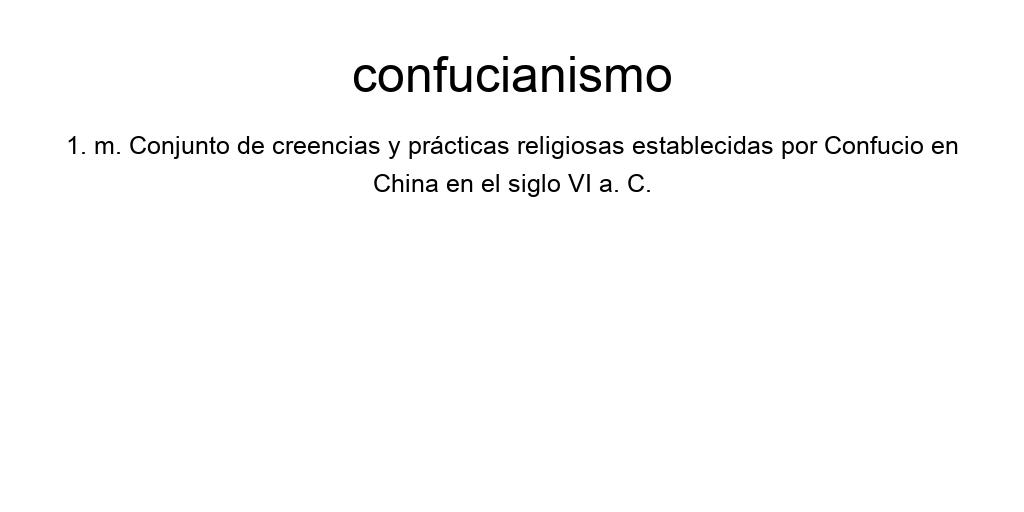 confucianismo
1. m. Conjunto de creencias y prácticas religiosas establecidas por Confucio en
China en el siglo VI a. C.